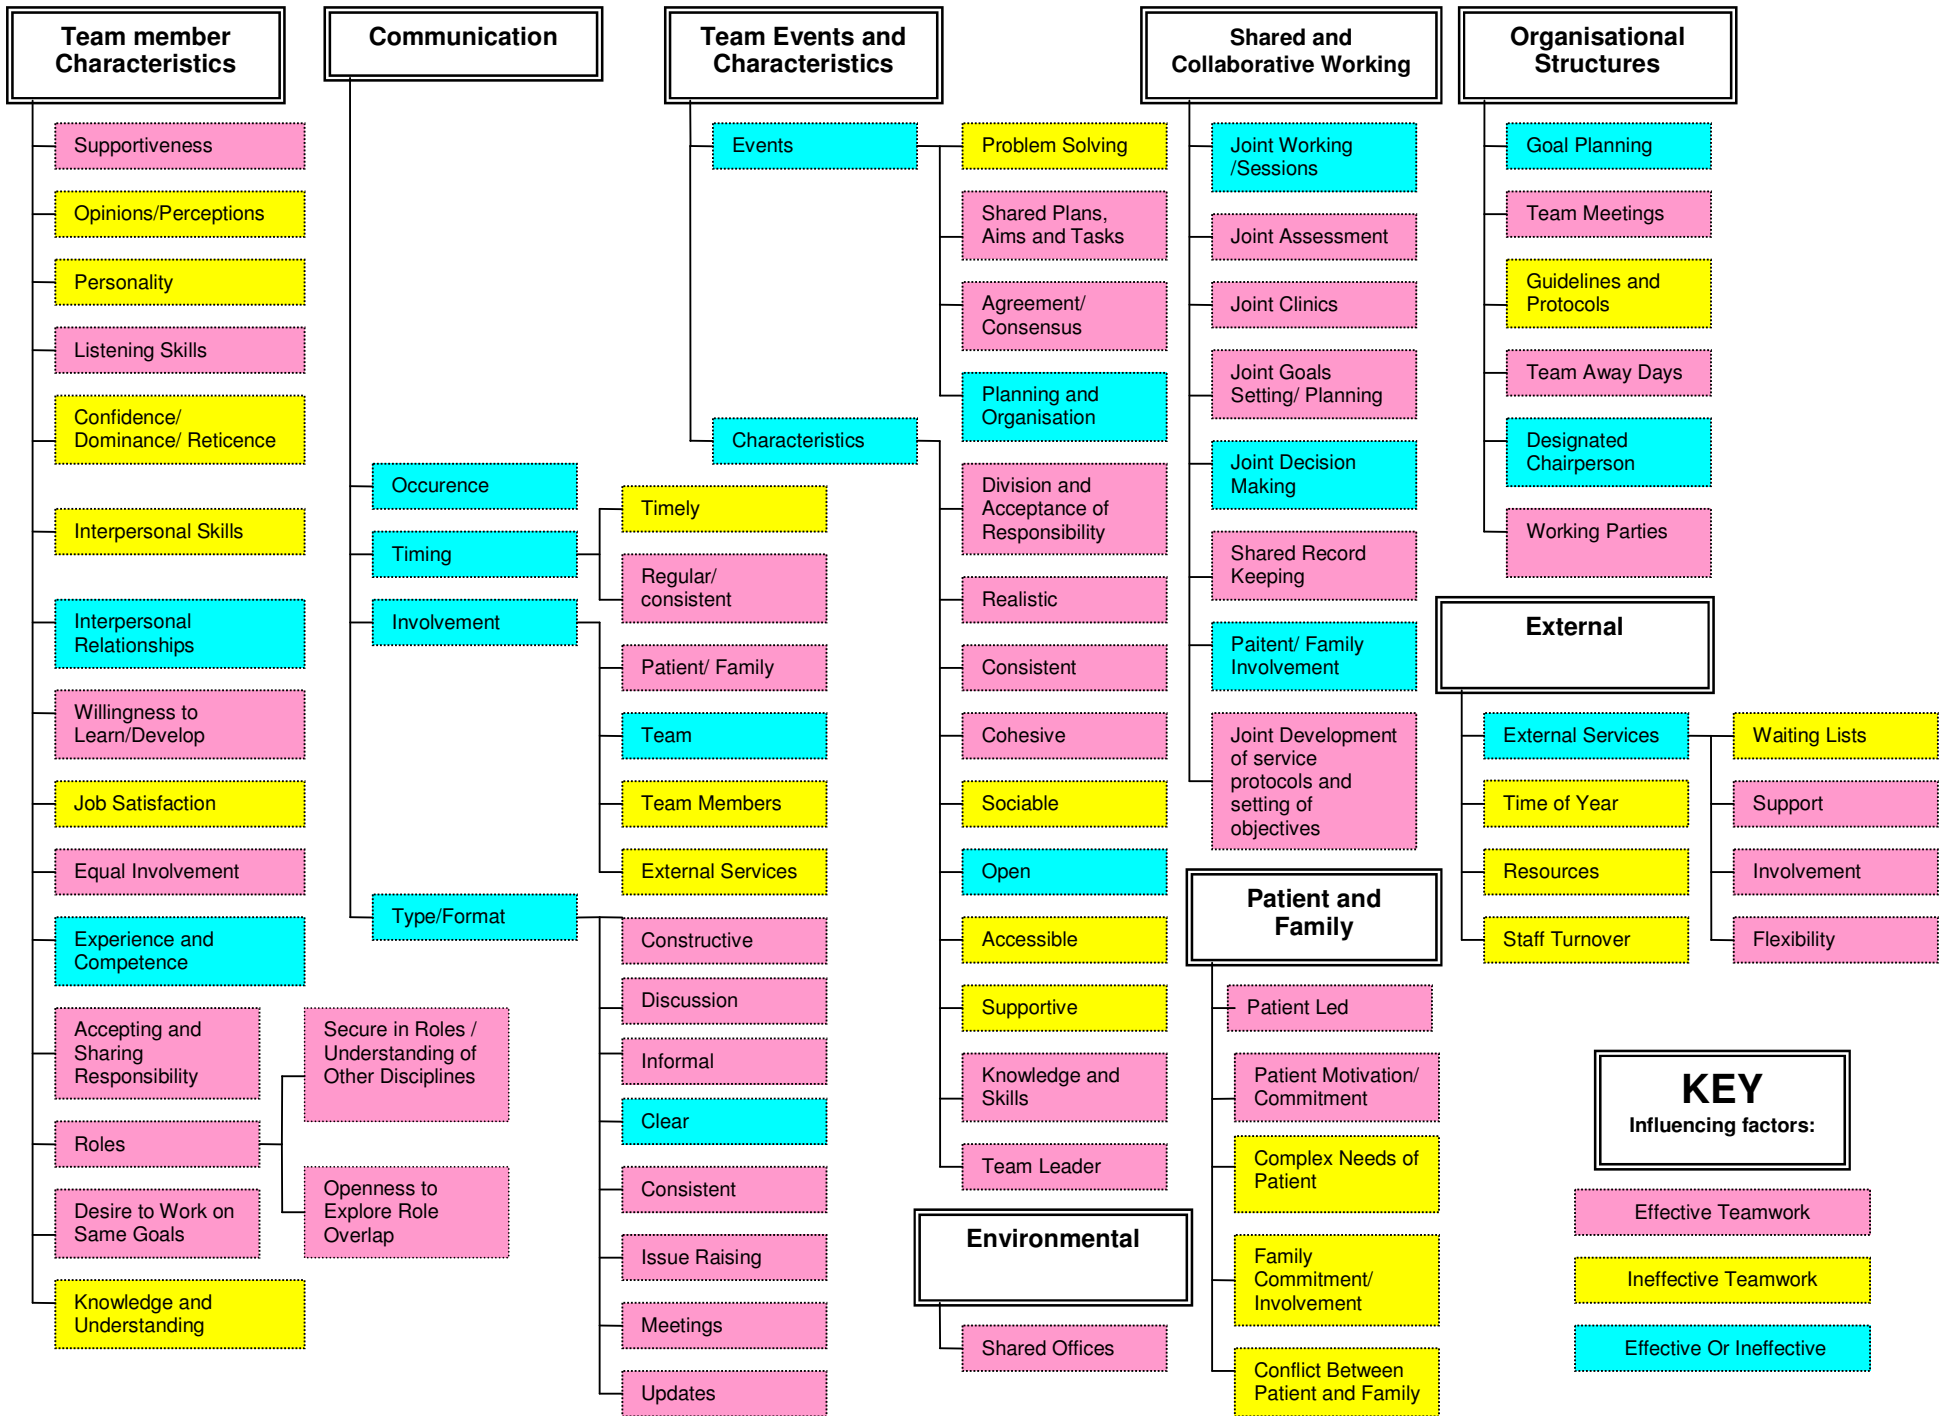 Team member
Characteristics
Supportiveness
Opinions/Perceptions
Personality
Listening Skills
Confidence/
Dominance/ Reticence
Interpersonal Skills
Interpersonal
Relationships
Willingness to
Learn/Develop
Job Satisfaction
Equal Involvement
Experience and
Competence
Accepting and
Sharing
Responsibility
Roles
Secure in Roles /
Understanding of
Other Disciplines
Openness to
Explore Role
Overlap
Desire to Work on
Same Goals
Knowledge and
Understanding
Communication
Occurence
Timing
Timely
Regular/
consistent
Involvement
Patient/ Family
Team
Team Members
External Services
Type/Format
Constructive
Discussion
Informal
Clear
Consistent
Issue Raising
Meetings
Updates
Team Events and
Characteristics
Events
Problem Solving
Shared Plans,
Aims and Tasks
Agreement/
Consensus
Planning and
Organisation
Characteristics
Division and
Acceptance of
Responsibility
Realistic
Consistent
Cohesive
Sociable
Open
Accessible
Supportive
Knowledge and
Skills
Team Leader
Environmental
Shared Offices
Shared and
Collaborative Working
Joint Working
/Sessions
Joint Assessment
Joint Clinics
Joint Goals
Setting/ Planning
Joint Decision
Making
Shared Record
Keeping
Paitent/ Family
Involvement
Joint Development
of service
protocols and
setting of
objectives
Patient and
Family
Patient Led
Patient Motivation/
Commitment
Complex Needs of
Patient
Family
Commitment/
Involvement
Conflict Between
Patient and Family
Organisational
Structures
Goal Planning
Team Meetings
Guidelines and
Protocols
Team Away Days
Designated
Chairperson
Working Parties
External
External Services
Waiting Lists
Support
Involvement
Flexibility
Time of Year
Resources
Staff Turnover
KEY
Influencing factors:
Effective Teamwork
Ineffective Teamwork
Effective Or Ineffective